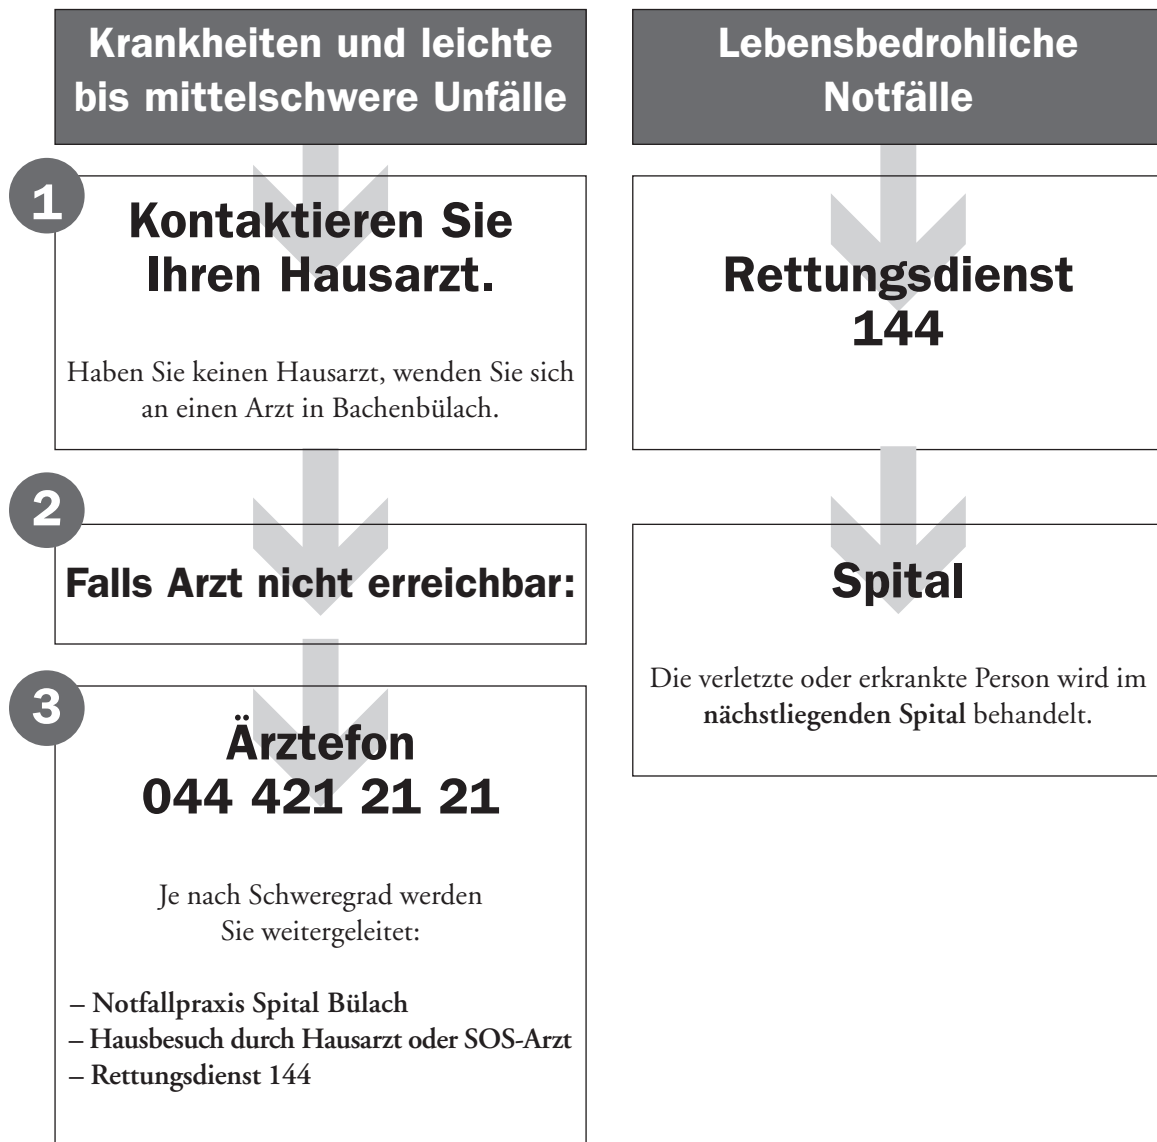 Krankheiten und leichte
bis mittelschwere Unfälle
1
Kontaktieren Sie
Ihren Hausarzt.
Haben Sie keinen Hausarzt, wenden Sie sich
an einen Arzt in Bachenbülach.
2
Falls Arzt nicht erreichbar:
3
Ärztefon
044 421 21 21
Je nach Schweregrad werden
Sie weitergeleitet:
– Notfallpraxis Spital Bülach
– Hausbesuch durch Hausarzt oder SOS-Arzt
– Rettungsdienst 144
Lebensbedrohliche
Notfälle
Rettungsdienst
144
Spital
Die verletzte oder erkrankte Person wird im
nächstliegenden Spital behandelt.